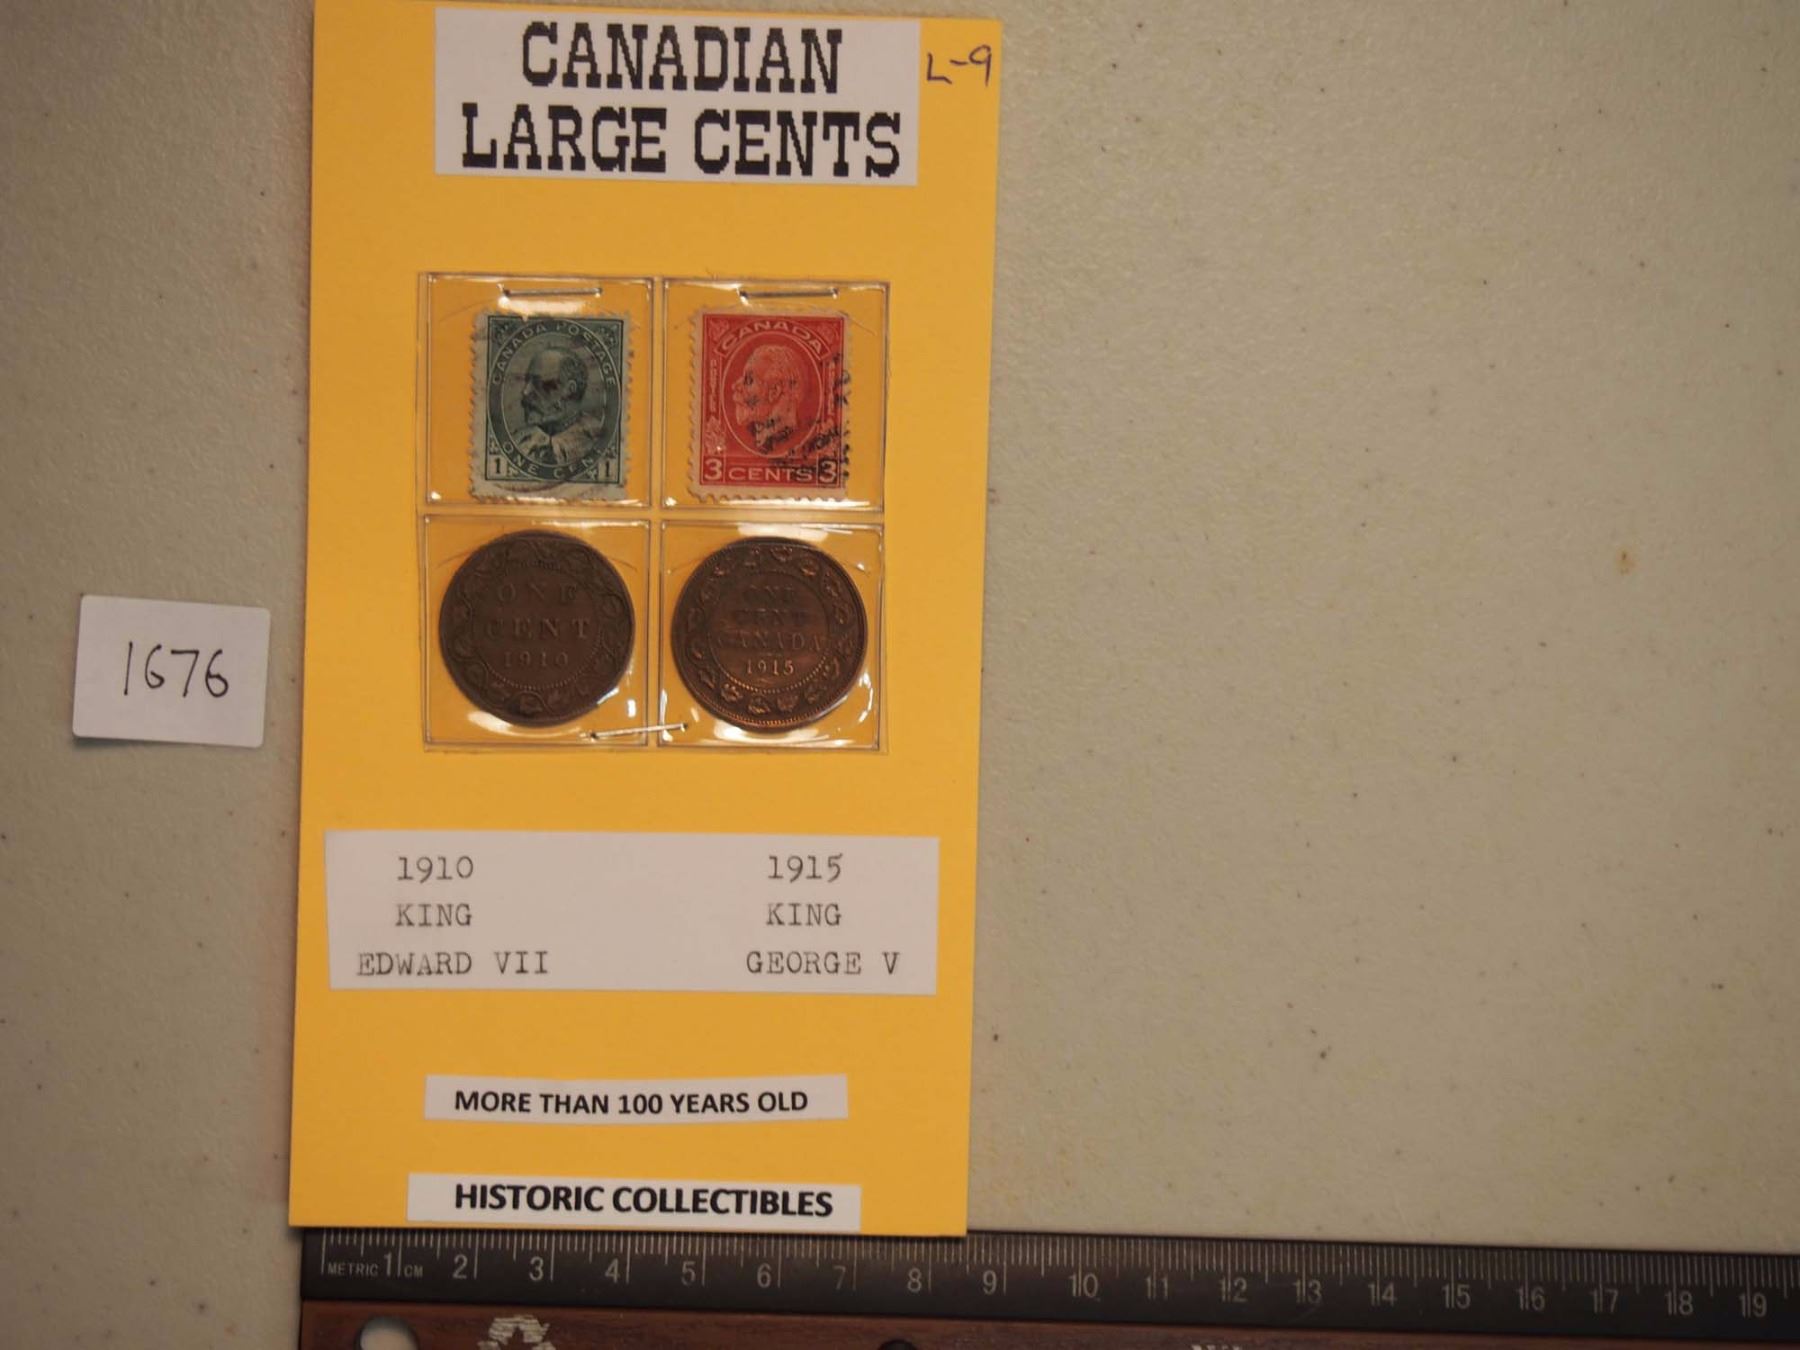 CANADIAN
LARGE CENTS
L-9
CANADA POSTAGE
ONE CENT
1 1
CANADA
3 CENTS 3
ONE
CENT
1910
ONE
CENT
CANADA
1915
1676
1910 1915
KING KING
EDWARD VII GEORGE V
MORE THAN 100 YEARS OLD
HISTORIC COLLECTIBLES
METRIC 1 CM 2 3 4 5 6 7 8 9 10 11 12 13 14 15 16 17 18 19